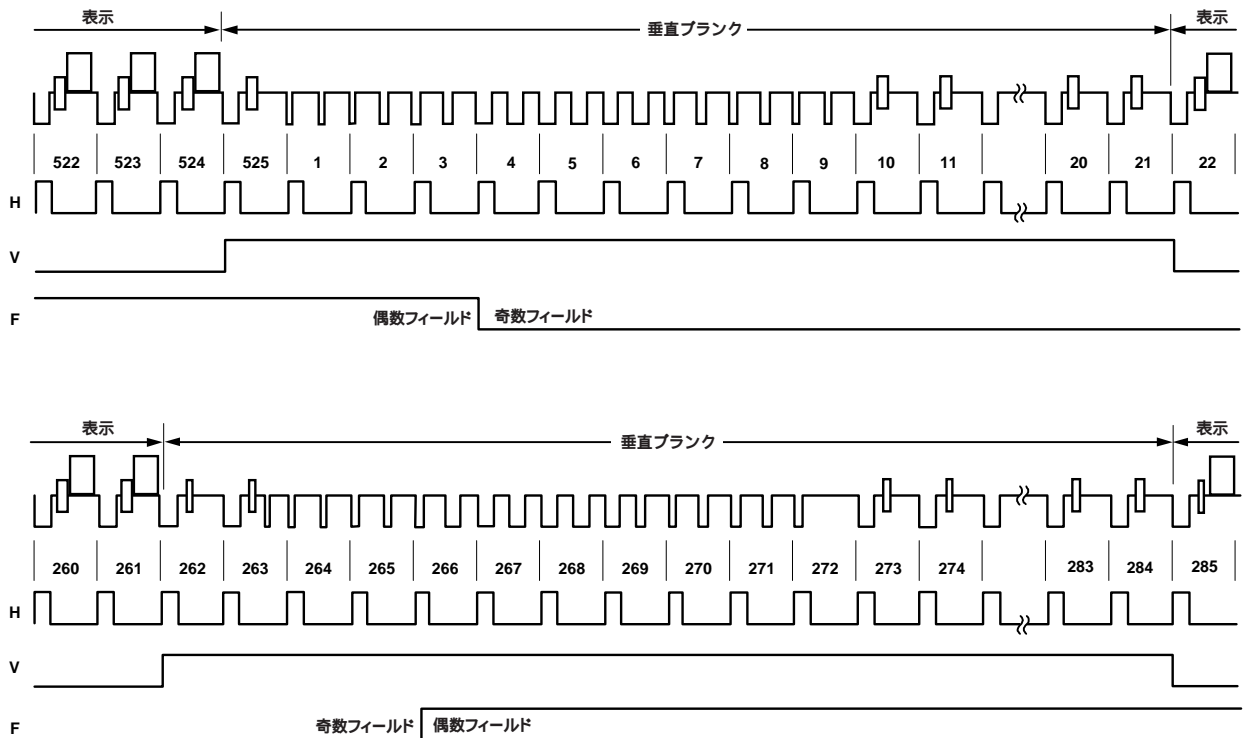 表示 垂直ブランク 表示
522 523 524 525 1 2 3 4 5 6 7 8 9 10 11 20 21 22
H
V
F 偶数フィールド 奇数フィールド
表示 垂直ブランク 表示
260 261 262 263 264 265 266 267 268 269 270 271 272 273 274 283 284 285
H
V
F 奇数フィールド 偶数フィールド